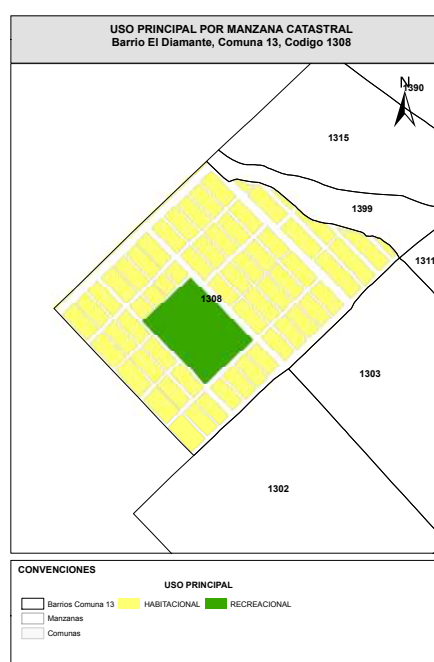 USO PRINCIPAL POR MANZANA CATASTRAL
Barrio El Diamante, Comuna 13, Codigo 1308
N
1390
1315
1399
1311
1308
1303
1302
CONVENCIONES
USO PRINCIPAL
Barrios Comuna 13 HABITACIONAL RECREACIONAL
Manzanas
Comunas